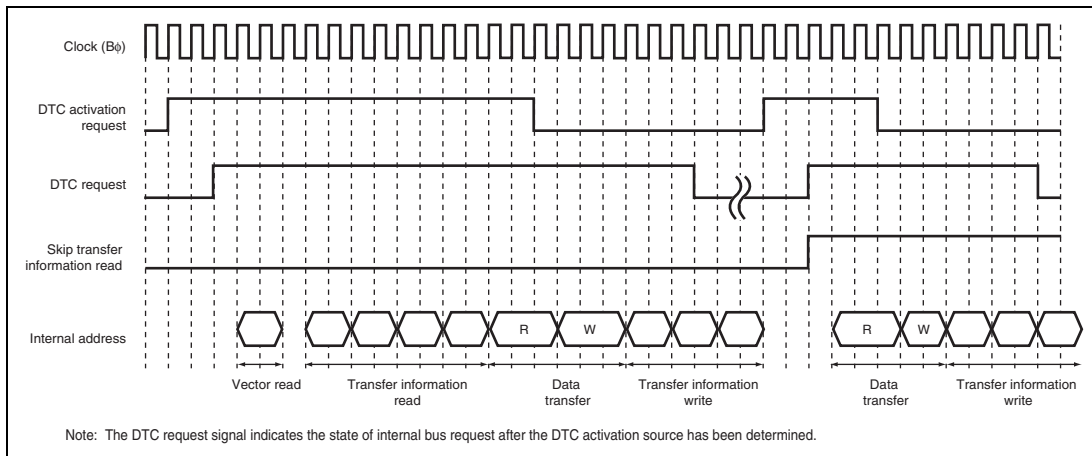 Clock (Bφ)
DTC activation
request
DTC request
Skip transfer
information read
Internal address
R
W
R
W
Vector read
Transfer information
read
Data
transfer
Transfer information
write
Data
transfer
Transfer information
write
Note: The DTC request signal indicates the state of internal bus request after the DTC activation source has been determined.